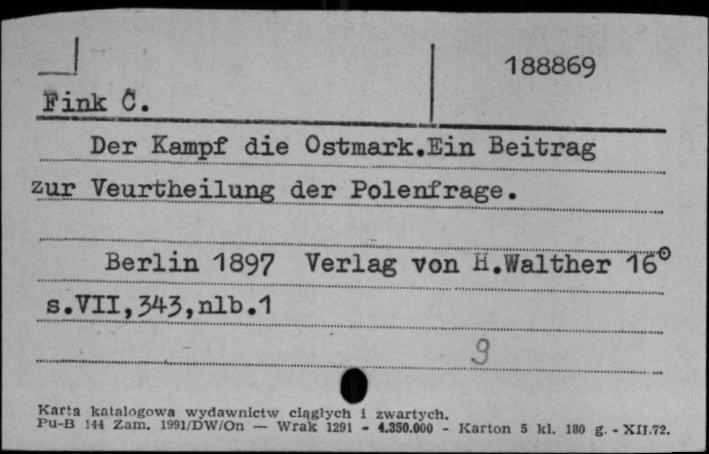 188869
Fink C.
Der Kampf die Ostmark.Ein Beitrag
zur Veurtheilung der Polenfrage.
Berlin 1897 Verlag von H.Walther 16⁰
s.VII,343,nlb.1
9
Karta katalogowa wydawnictw ciągłych i zwartych.
Pu-B 144 Zam. 1991/DW/On — Wrak 1291 - 4.350.000 - Karton 5 kl. 180 g. - XII.72.